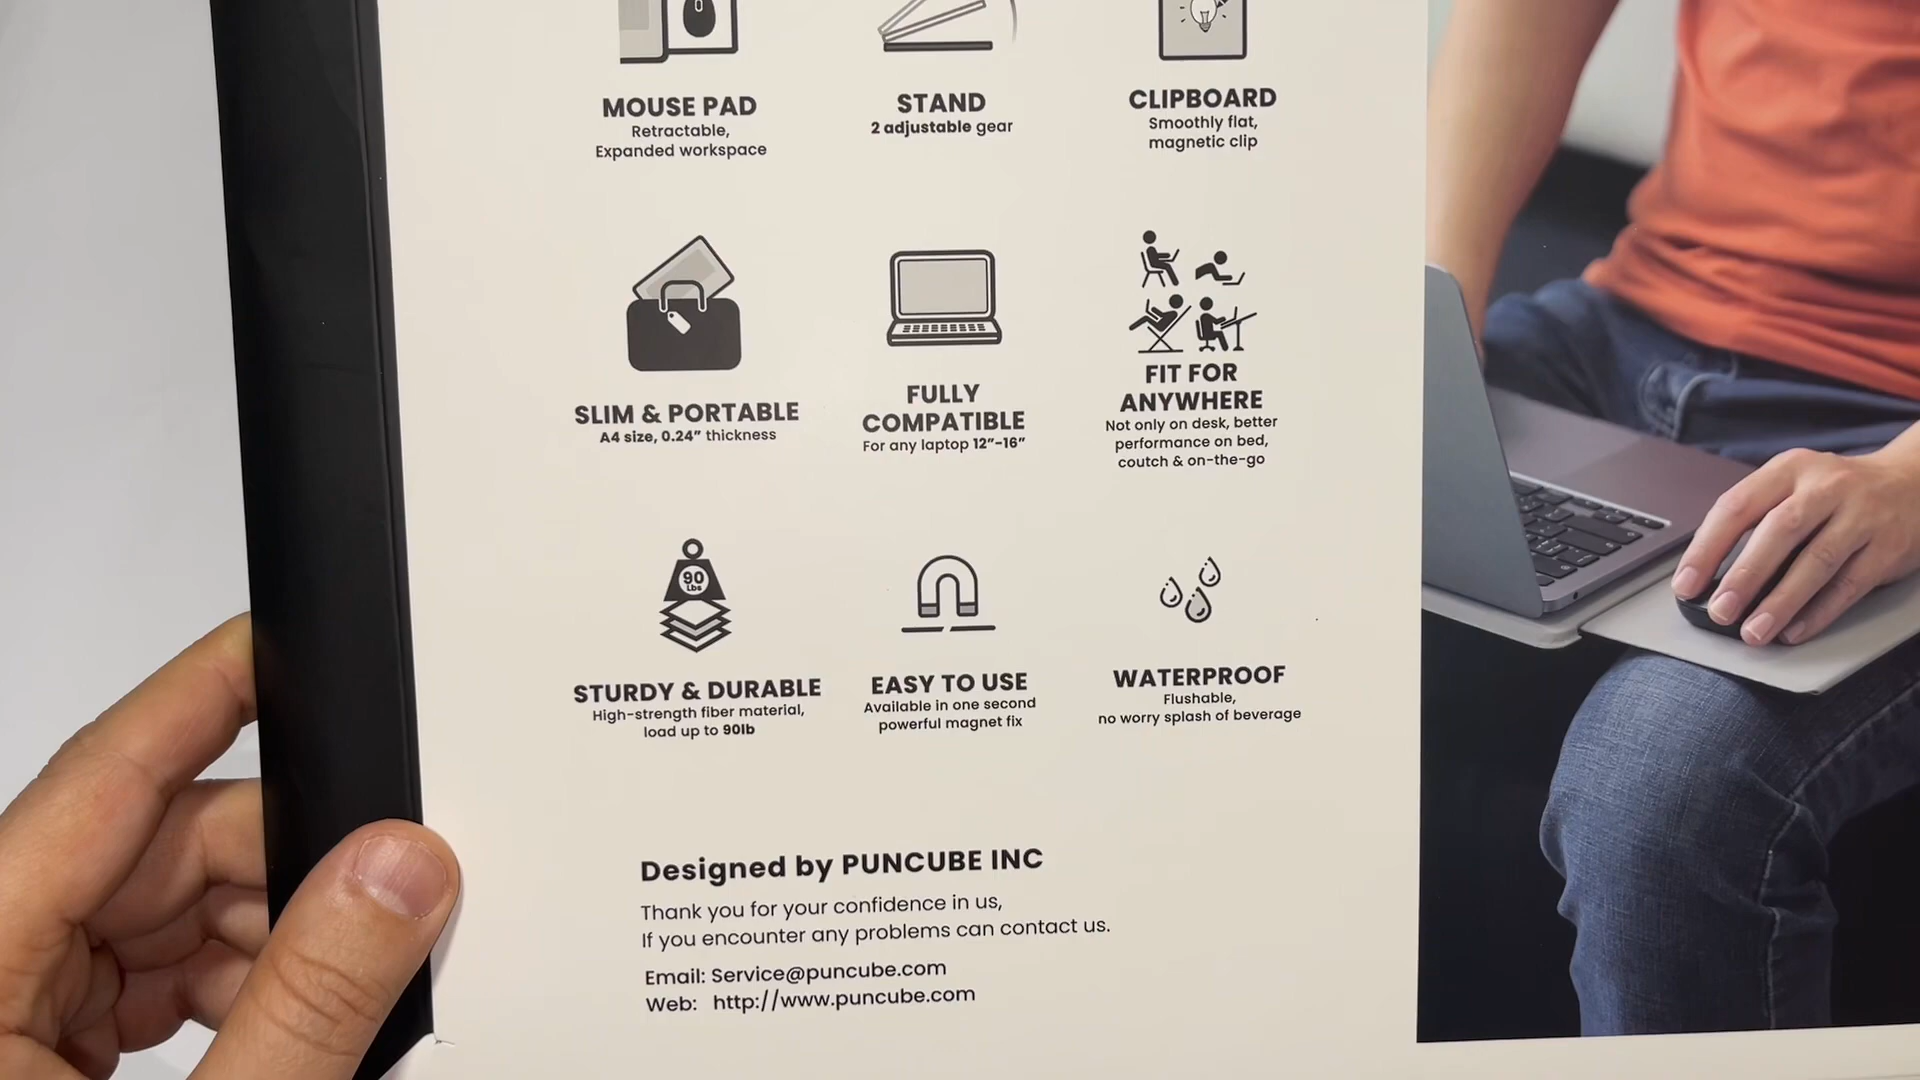 MOUSE PAD
Retractable,
Expanded workspace
STAND
2 adjustable gear
CLIPBOARD
Smoothly flat,
magnetic clip
SLIM & PORTABLE
A4 size, 0.24” thickness
FULLY
COMPATIBLE
For any laptop 12”-16”
FIT FOR
ANYWHERE
Not only on desk, better
performance on bed,
coutch & on-the-go
90
Lbs
STURDY & DURABLE
High-strength fiber material,
load up to 90lb
EASY TO USE
Available in one second
powerful magnet fix
WATERPROOF
Flushable,
no worry splash of beverage
Designed by PUNCUBE INC
Thank you for your confidence in us,
If you encounter any problems can contact us.
Email: Service@puncube.com
Web: http://www.puncube.com